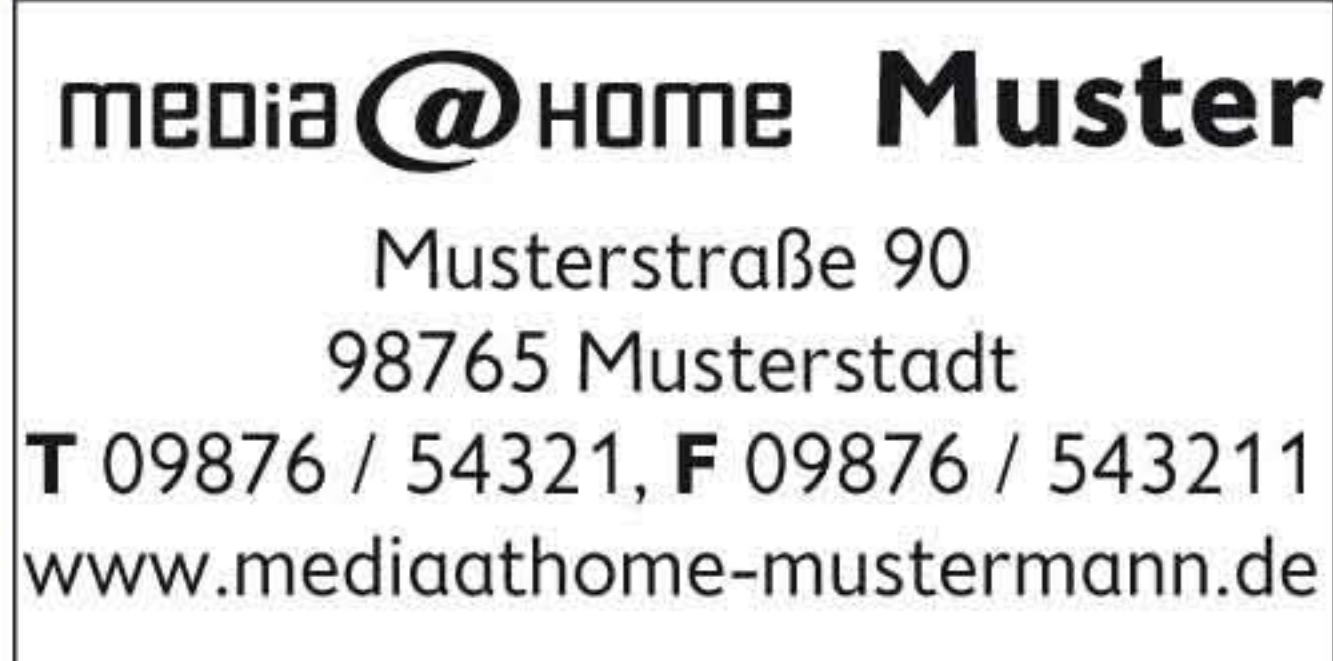 media@home Muster
Musterstraße 90
98765 Musterstadt
T 09876 / 54321, F 09876 / 543211
www.mediaathome-mustermann.de